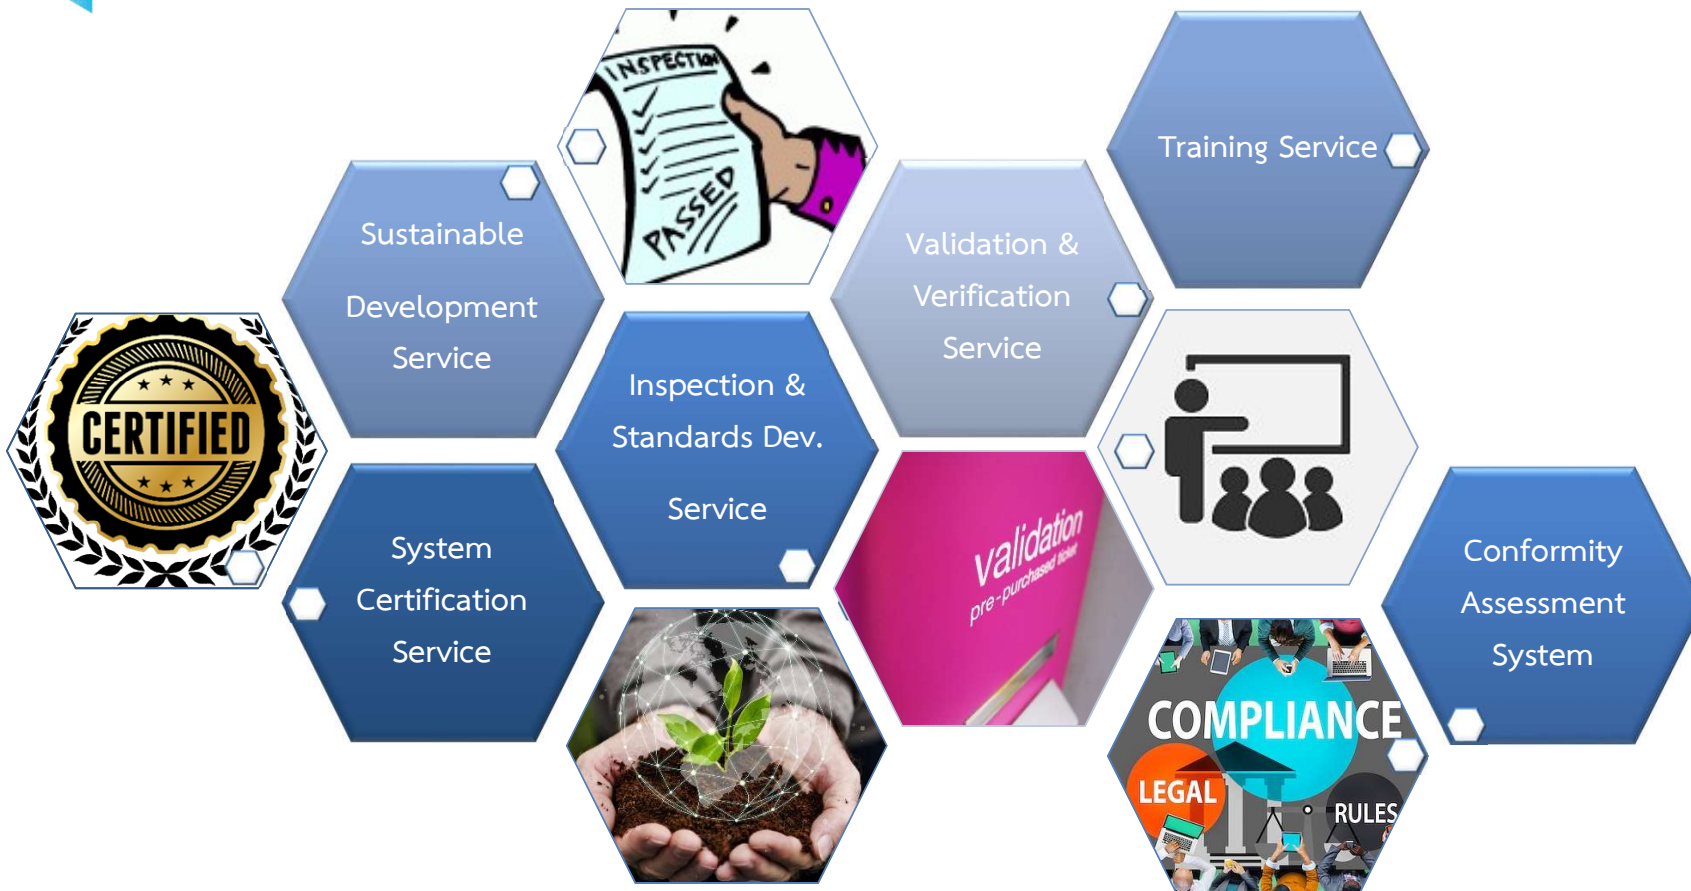 INSPECTION
PASSED
Training Service
Sustainable
Development
Service
Validation &
Verification
Service
CERTIFIED
Inspection &
Standards Dev.
Service
System
Certification
Service
validation
pre-purchased ticket
Conformity
Assessment
System
COMPLIANCE
LEGAL
RULES